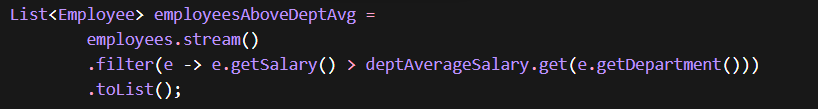 List<Employee> employeesAboveDeptAvg =
employees.stream()
.filter(e -> e.getSalary() > deptAverageSalary.get(e.getDepartment()))
.toList();